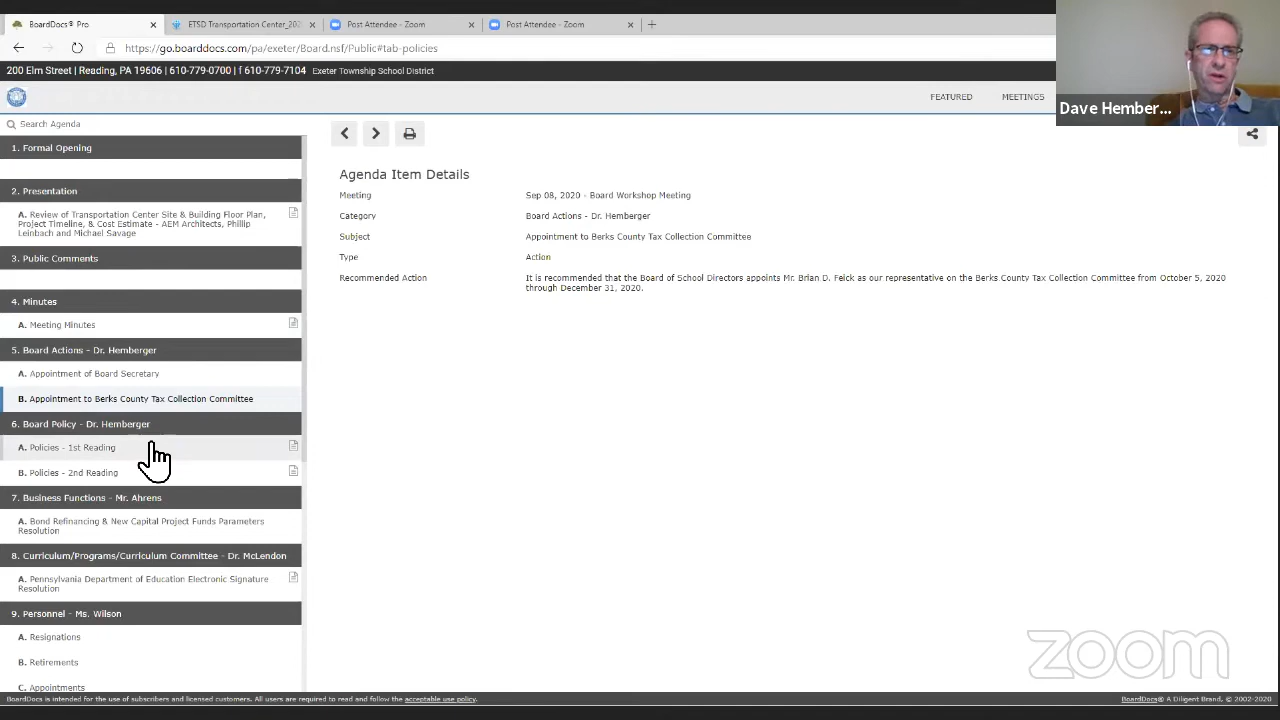 BoardDocs® Pro
ETSD Transportation Center_202
Post Attendee - Zoom
Post Attendee - Zoom
https://go.boarddocs.com/pa/exeter/Board.nsf/Public#tab-policies
200 Elm Street | Reading, PA 19606 | 610-779-0700 | f 610-779-7104 Exeter Township School District
FEATURED
MEETINGS
Dave Hember...
Search Agenda
1. Formal Opening
2. Presentation
A. Review of Transportation Center Site & Building Floor Plan,
Project Timeline, & Cost Estimate - AEM Architects, Phillip
Leinbach and Michael Savage
3. Public Comments
4. Minutes
A. Meeting Minutes
5. Board Actions - Dr. Hemberger
A. Appointment of Board Secretary
B. Appointment to Berks County Tax Collection Committee
6. Board Policy - Dr. Hemberger
A. Policies - 1st Reading
B. Policies - 2nd Reading
7. Business Functions - Mr. Ahrens
A. Bond Refinancing & New Capital Project Funds Parameters
Resolution
8. Curriculum/Programs/Curriculum Committee - Dr. McLendon
A. Pennsylvania Department of Education Electronic Signature
Resolution
9. Personnel - Ms. Wilson
A. Resignations
B. Retirements
C. Appointments
Agenda Item Details
Meeting Sep 08, 2020 - Board Workshop Meeting
Category Board Actions - Dr. Hemberger
Subject Appointment to Berks County Tax Collection Committee
Type Action
Recommended Action It is recommended that the Board of School Directors appoints Mr. Brian D. Feick as our representative on the Berks County Tax Collection Committee from October 5, 2020
through December 31, 2020.
zoom
BoardDocs is intended for the use of subscribers and licensed customers. All users are required to read and follow the acceptable use policy.
BoardDocs® A Diligent Brand, © 2002-2020